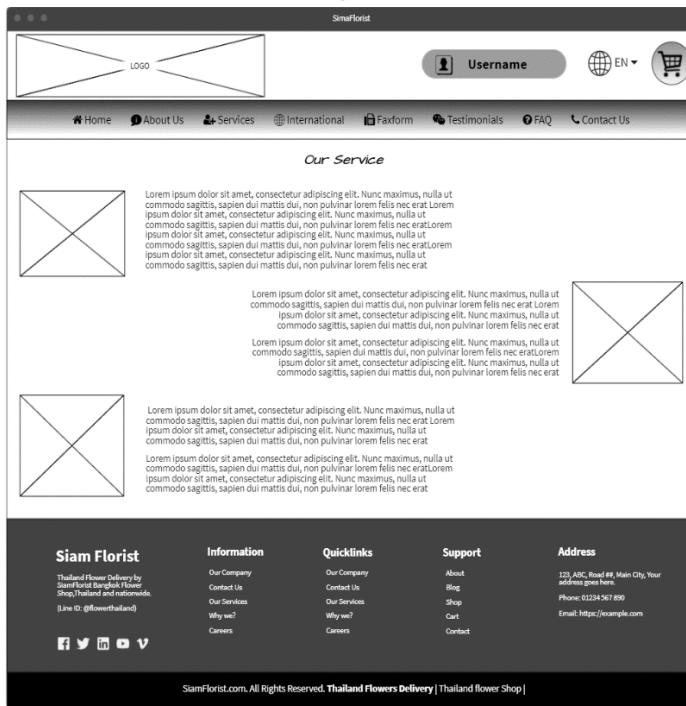 SimaFlorist
LOGO
Username
EN
Home About Us Services International Faxform Testimonials FAQ Contact Us
Our Service
Lorem ipsum dolor sit amet, consectetur adipiscing elit. Nunc maximus, nulla ut
commodo sagittis, sapien dui mattis dui, non pulvinar lorem felis nec erat Lorem
ipsum dolor sit amet, consectetur adipiscing elit. Nunc maximus, nulla ut
commodo sagittis, sapien dui mattis dui, non pulvinar lorem felis nec eratLorem
ipsum dolor sit amet, consectetur adipiscing elit. Nunc maximus, nulla ut
commodo sagittis, sapien dui mattis dui, non pulvinar lorem felis nec eratLorem
ipsum dolor sit amet, consectetur adipiscing elit. Nunc maximus, nulla ut
commodo sagittis, sapien dui mattis dui, non pulvinar lorem felis nec erat
Lorem ipsum dolor sit amet, consectetur adipiscing elit. Nunc maximus, nulla ut
commodo sagittis, sapien dui mattis dui, non pulvinar lorem felis nec erat Lorem
ipsum dolor sit amet, consectetur adipiscing elit. Nunc maximus, nulla ut
commodo sagittis, sapien dui mattis dui, non pulvinar lorem felis nec erat
Lorem ipsum dolor sit amet, consectetur adipiscing elit. Nunc maximus, nulla ut
commodo sagittis, sapien dui mattis dui, non pulvinar lorem felis nec eratLorem
ipsum dolor sit amet, consectetur adipiscing elit. Nunc maximus, nulla ut
commodo sagittis, sapien dui mattis dui, non pulvinar lorem felis nec erat
Lorem ipsum dolor sit amet, consectetur adipiscing elit. Nunc maximus, nulla ut
commodo sagittis, sapien dui mattis dui, non pulvinar lorem felis nec erat Lorem
ipsum dolor sit amet, consectetur adipiscing elit. Nunc maximus, nulla ut
commodo sagittis, sapien dui mattis dui, non pulvinar lorem felis nec erat
Lorem ipsum dolor sit amet, consectetur adipiscing elit. Nunc maximus, nulla ut
commodo sagittis, sapien dui mattis dui, non pulvinar lorem felis nec eratLorem
ipsum dolor sit amet, consectetur adipiscing elit. Nunc maximus, nulla ut
commodo sagittis, sapien dui mattis dui, non pulvinar lorem felis nec erat
Siam Florist
Thailand Flower Delivery by
SiamFlorist Bangkok Flower
Shop,Thailand and nationwide.
(Line ID: @flowerthailand)
Information
Our Company
Contact Us
Our Services
Why we?
Careers
Quicklinks
Our Company
Contact Us
Our Services
Why we?
Careers
Support
About
Blog
Shop
Cart
Contact
Address
123, ABC, Road ##, Main City, Your
address goes here.
Phone: 01234 567 890
Email: https://example.com
SiamFlorist.com. All Rights Reserved. Thailand Flowers Delivery | Thailand flower Shop |